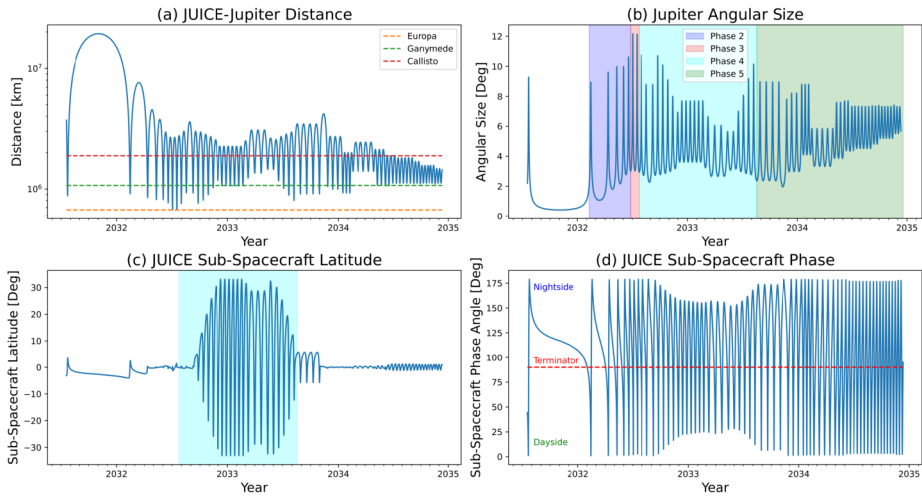 (a) JUICE-Jupiter Distance
Distance [km]
10⁷
10⁶
Europa
Ganymede
Callisto
2032
2033
2034
2035
Year
(b) Jupiter Angular Size
Angular Size [Deg]
12
10
8
6
4
2
0
Phase 2
Phase 3
Phase 4
Phase 5
2032
2033
2034
2035
Year
(c) JUICE Sub-Spacecraft Latitude
Sub-Spacecraft Latitude [Deg]
30
20
10
0
−10
−20
−30
2032
2033
2034
2035
Year
(d) JUICE Sub-Spacecraft Phase
Sub-Spacecraft Phase Angle [Deg]
175
150
125
100
75
50
25
0
Nightside
Terminator
Dayside
2032
2033
2034
2035
Year